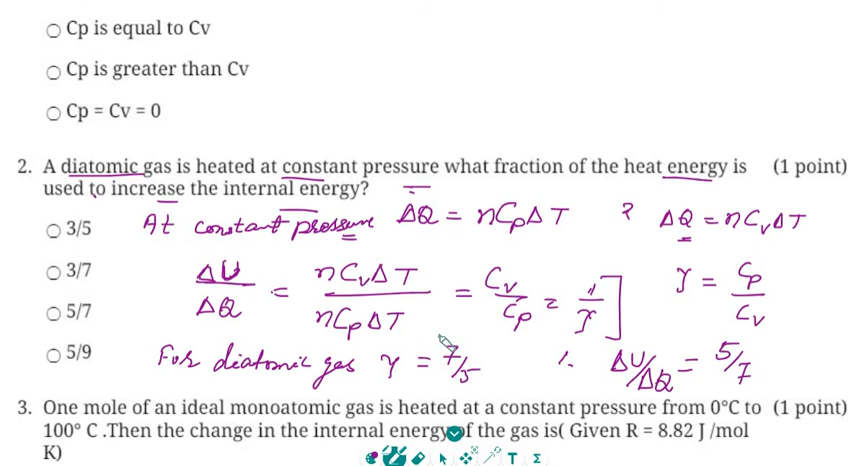 ○ Cp is equal to Cv
○ Cp is greater than Cv
○ Cp = Cv = 0
2. A diatomic gas is heated at constant pressure what fraction of the heat energy is (1 point)
used to increase the internal energy?
○ 3/5 At constant pressure ΔQ = nCpΔT ? ΔQ = nCvΔT
○ 3/7 ΔU/ΔQ = nCvΔT/nCpΔT = Cv/Cp = 1/γ] γ = Cp/Cv
○ 5/7
○ 5/9 For diatomic gas γ = 7/5 ∴ ΔU/ΔQ = 5/7
3. One mole of an ideal monoatomic gas is heated at a constant pressure from 0°C to (1 point)
100° C .Then the change in the internal energy of the gas is( Given R = 8.82 J /mol
K)
T Σ